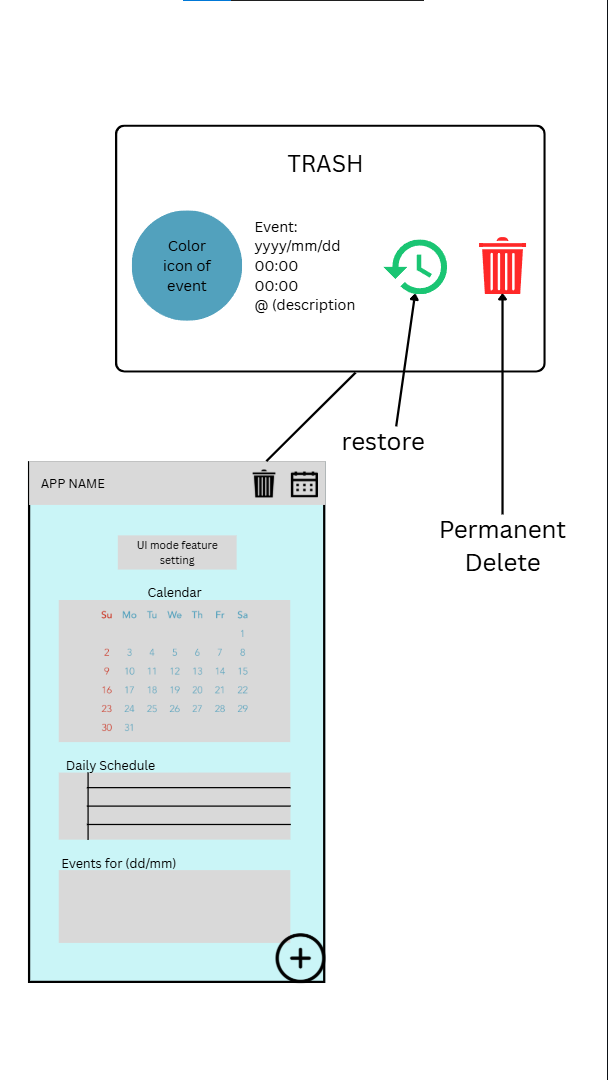 TRASH
Color
icon of
event
Event:
yyyy/mm/dd
00:00
00:00
@ (description
restore
Permanent
Delete
APP NAME
UI mode feature
setting
Calendar
Su Mo Tu We Th Fr Sa
1
2 3 4 5 6 7 8
9 10 11 12 13 14 15
16 17 18 19 20 21 22
23 24 25 26 27 28 29
30 31
Daily Schedule
Events for (dd/mm)